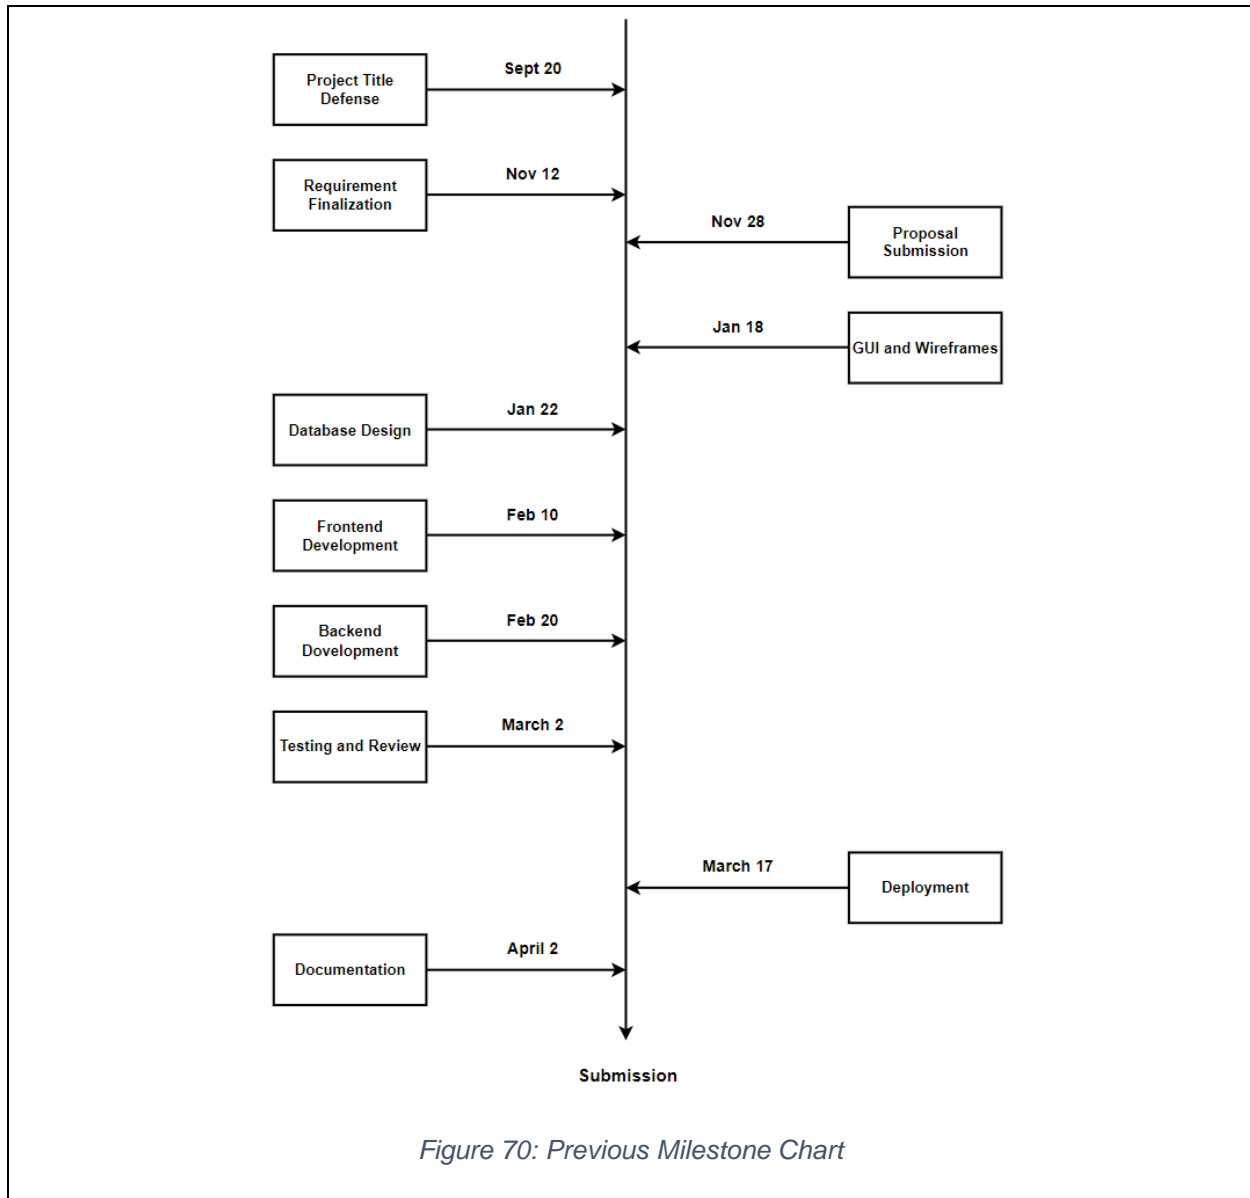 Sept 20
Project Title
Defense
Nov 12
Requirement
Finalization
Nov 28
Proposal
Submission
Jan 18
GUI and Wireframes
Jan 22
Database Design
Feb 10
Frontend
Development
Feb 20
Backend
Dovelopment
March 2
Testing and Review
March 17
Deployment
April 2
Documentation
Submission
Figure 70: Previous Milestone Chart